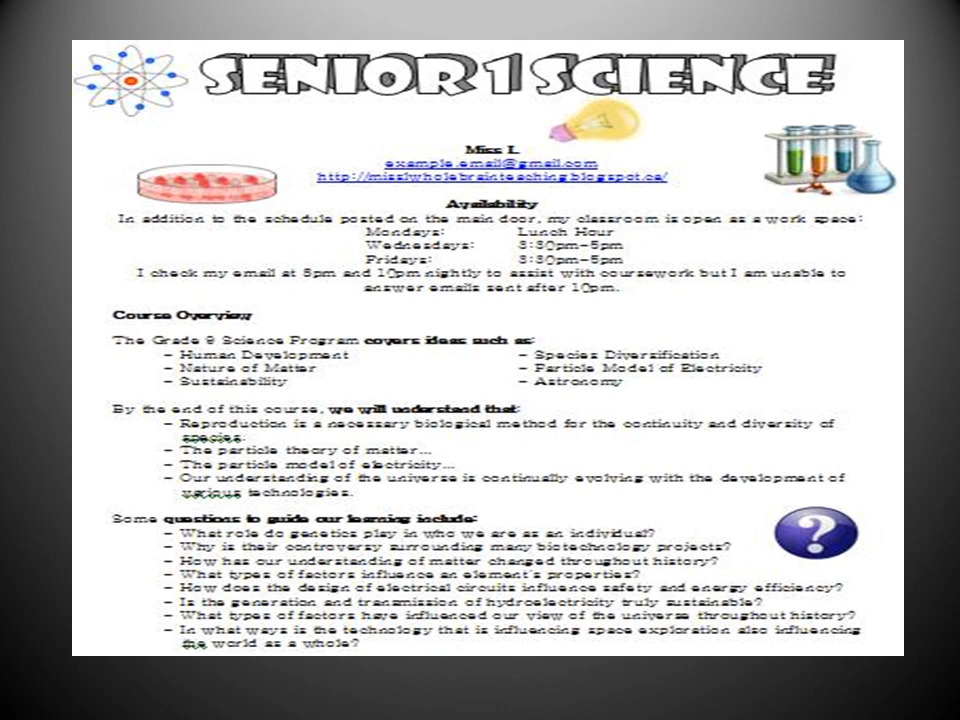 SENIOR 1 SCIENCE
Miss L
example.email@gmail.com
http://misslwholebrainteaching.blogspot.ca/
Availability
In addition to the schedule posted on the main door, my classroom is open as a work space:
Mondays: Lunch Hour
Wednesdays: 3:30pm-5pm
Fridays: 3:30pm-5pm
I check my email at 8pm and 10pm nightly to assist with coursework but I am unable to
answer emails sent after 10pm.
Course Overview
The Grade 9 Science Program covers ideas such as:
- Human Development - Species Diversification
- Nature of Matter - Particle Model of Electricity
- Sustainability - Astronomy
By the end of this course, we will understand that:
- Reproduction is a necessary biological method for the continuity and diversity of
species.
- The particle theory of matter...
- The particle model of electricity...
- Our understanding of the universe is continually evolving with the development of
various technologies.
Some questions to guide our learning include:
- What role do genetics play in who we are as an individual?
- Why is their controversy surrounding many biotechnology projects?
- How has our understanding of matter changed throughout history?
- What types of factors influence an element's properties?
- How does the design of electrical circuits influence safety and energy efficiency?
- Is the generation and transmission of hydroelectricity truly sustainable?
- What types of factors have influenced our view of the universe throughout history?
- In what ways is the technology that is influencing space exploration also influencing
the world as a whole?
?